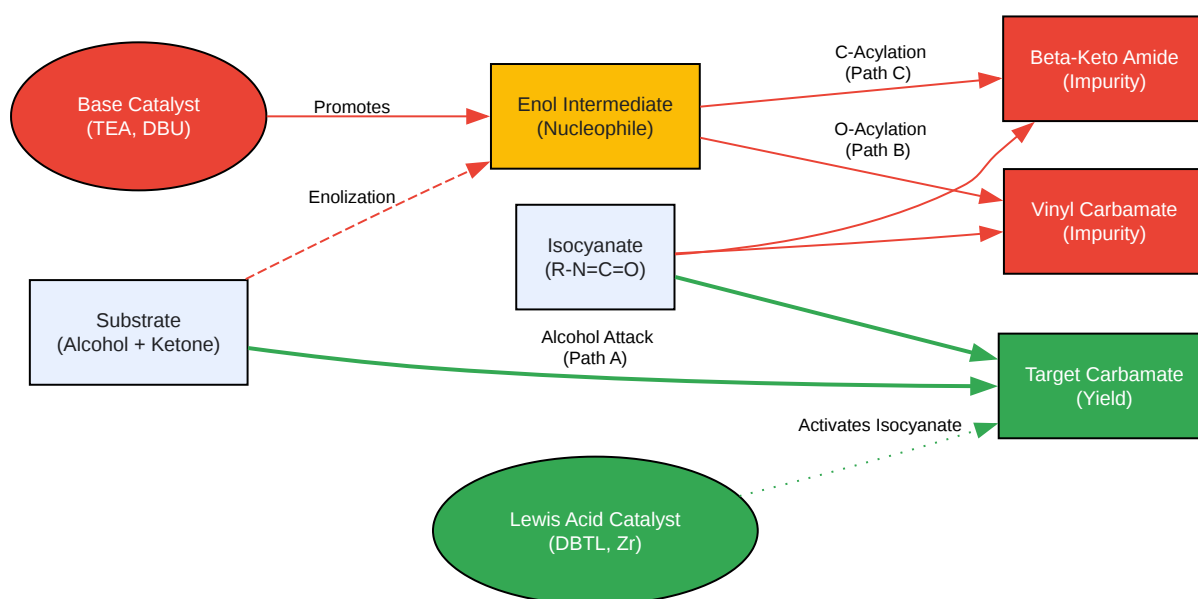 Base Catalyst
(TEA, DBU)
Promotes
Enol Intermediate
(Nucleophile)
C-Acylation
(Path C)
Beta-Keto Amide
(Impurity)
O-Acylation
(Path B)
Enolization
Vinyl Carbamate
(Impurity)
Isocyanate
(R-N=C=O)
Substrate
(Alcohol + Ketone)
Alcohol Attack
(Path A)
Target Carbamate
(Yield)
Activates Isocyanate
Lewis Acid Catalyst
(DBTL, Zr)